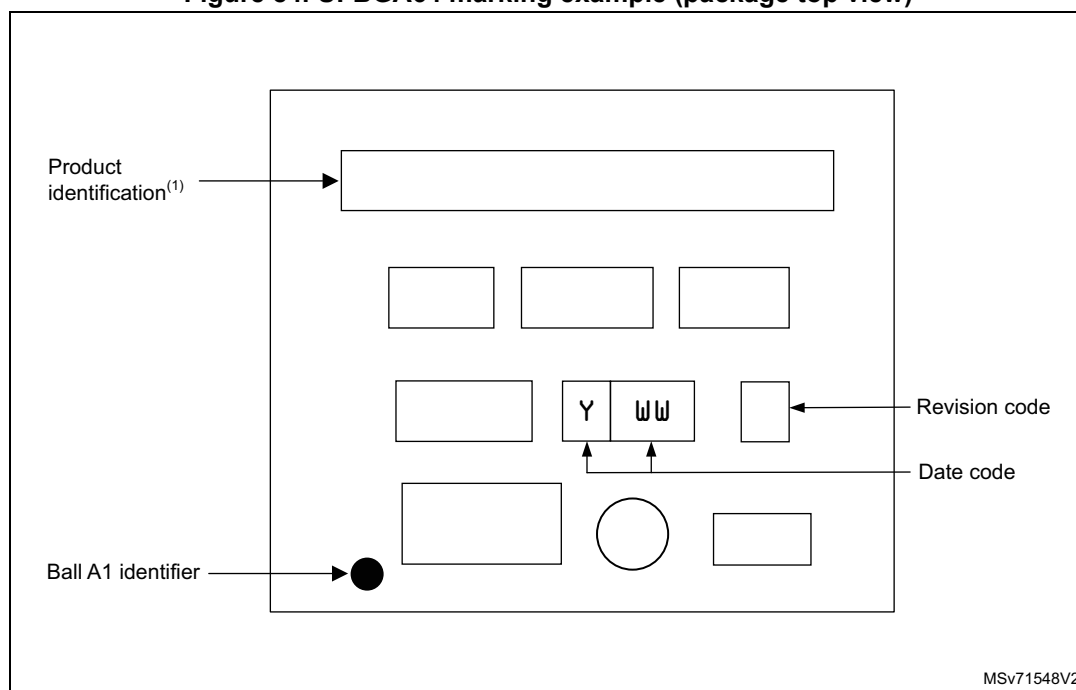 Product
identification(1)
Y WW
Revision code
Date code
Ball A1 identifier
MSv71548V2